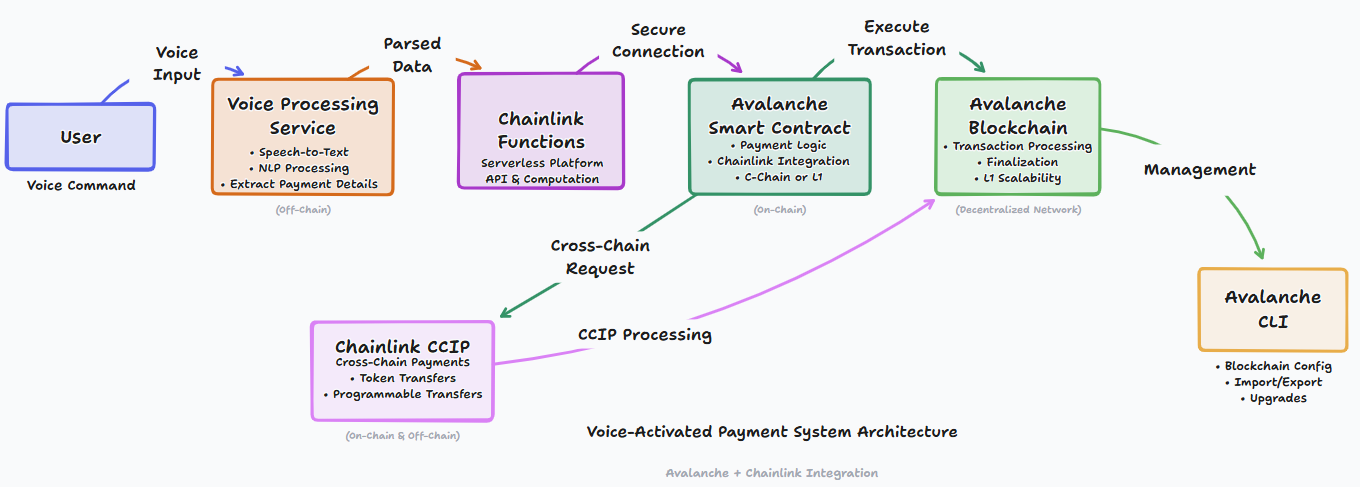 Voice
Input
Parsed
Data
Secure
Connection
Execute
Transaction
User
Voice Command
Voice Processing
Service
• Speech-to-Text
• NLP Processing
• Extract Payment Details
(Off-Chain)
Chainlink
Functions
Serverless Platform
API & Computation
Avalanche
Smart Contract
• Payment Logic
• Chainlink Integration
• C-Chain or L1
(On-Chain)
Avalanche
Blockchain
• Transaction Processing
• Finalization
• L1 Scalability
(Decentralized Network)
Management
Cross-Chain
Request
Avalanche
CLI
• Blockchain Config
• Import/Export
• Upgrades
CCIP Processing
Chainlink CCIP
Cross-Chain Payments
• Token Transfers
• Programmable Transfers
(On-Chain & Off-Chain)
Voice-Activated Payment System Architecture
Avalanche + Chainlink Integration